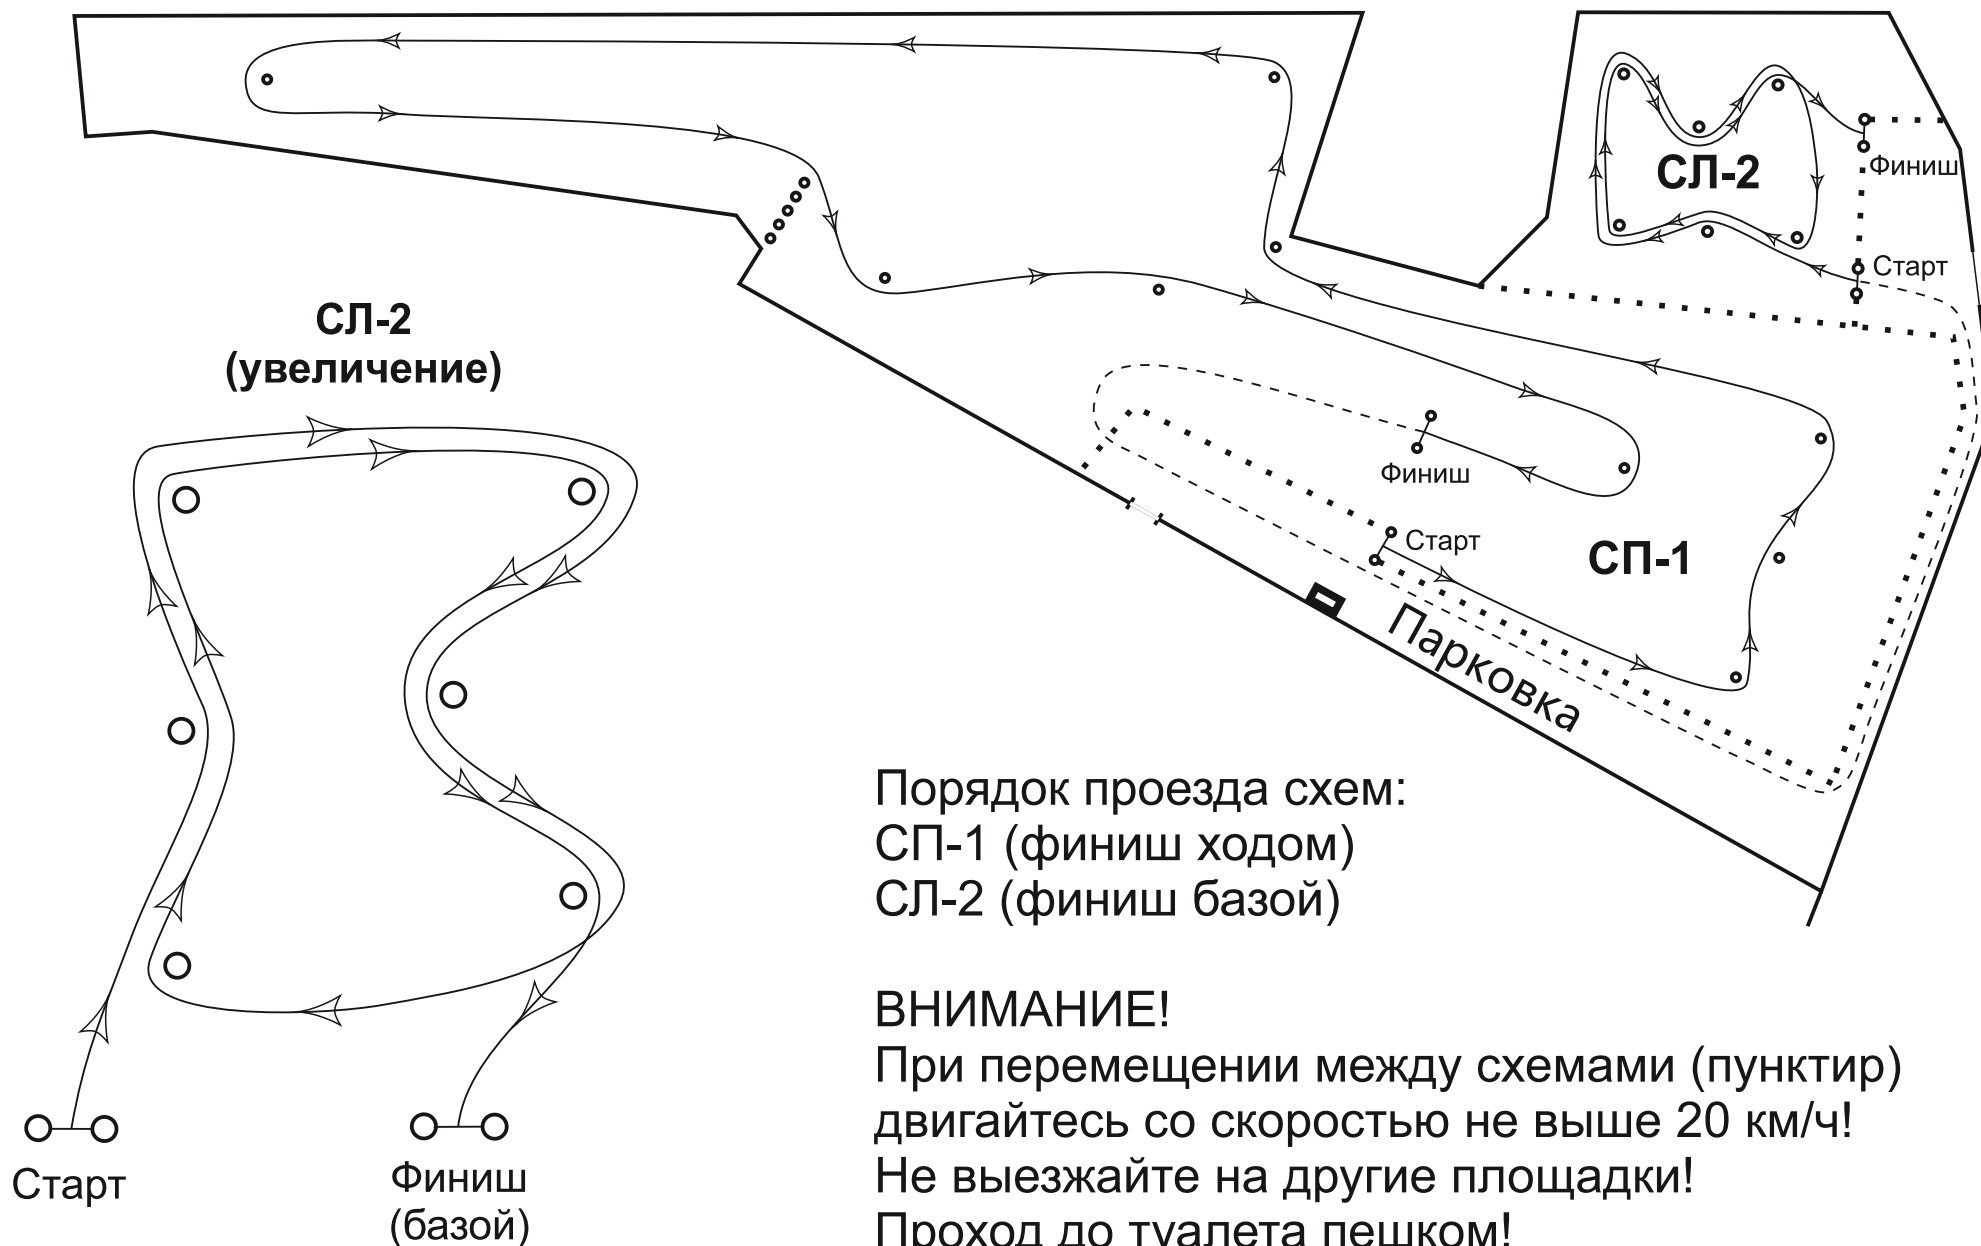 СЛ-2
Финиш
Старт
СЛ-2
(увеличение)
Финиш
Старт
СП-1
Парковка
Порядок проезда схем:
СП-1 (финиш ходом)
СЛ-2 (финиш базой)
ВНИМАНИЕ!
При перемещении между схемами (пунктир)
двигайтесь со скоростью не выше 20 км/ч!
Не выезжайте на другие площадки!
Проход до туалета пешком!
Старт
Финиш
(базой)